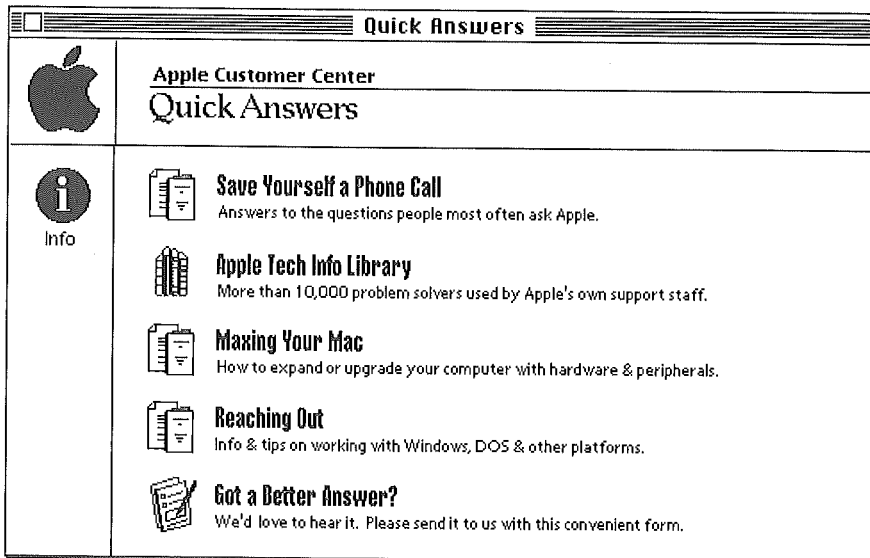 Quick Answers
Apple Customer Center
Quick Answers
Info
Save Yourself a Phone Call
Answers to the questions people most often ask Apple.
Apple Tech Info Library
More than 10,000 problem solvers used by Apple's own support staff.
Maxing Your Mac
How to expand or upgrade your computer with hardware & peripherals.
Reaching Out
Info & tips on working with Windows, DOS & other platforms.
Got a Better Answer?
We'd love to hear it. Please send it to us with this convenient form.